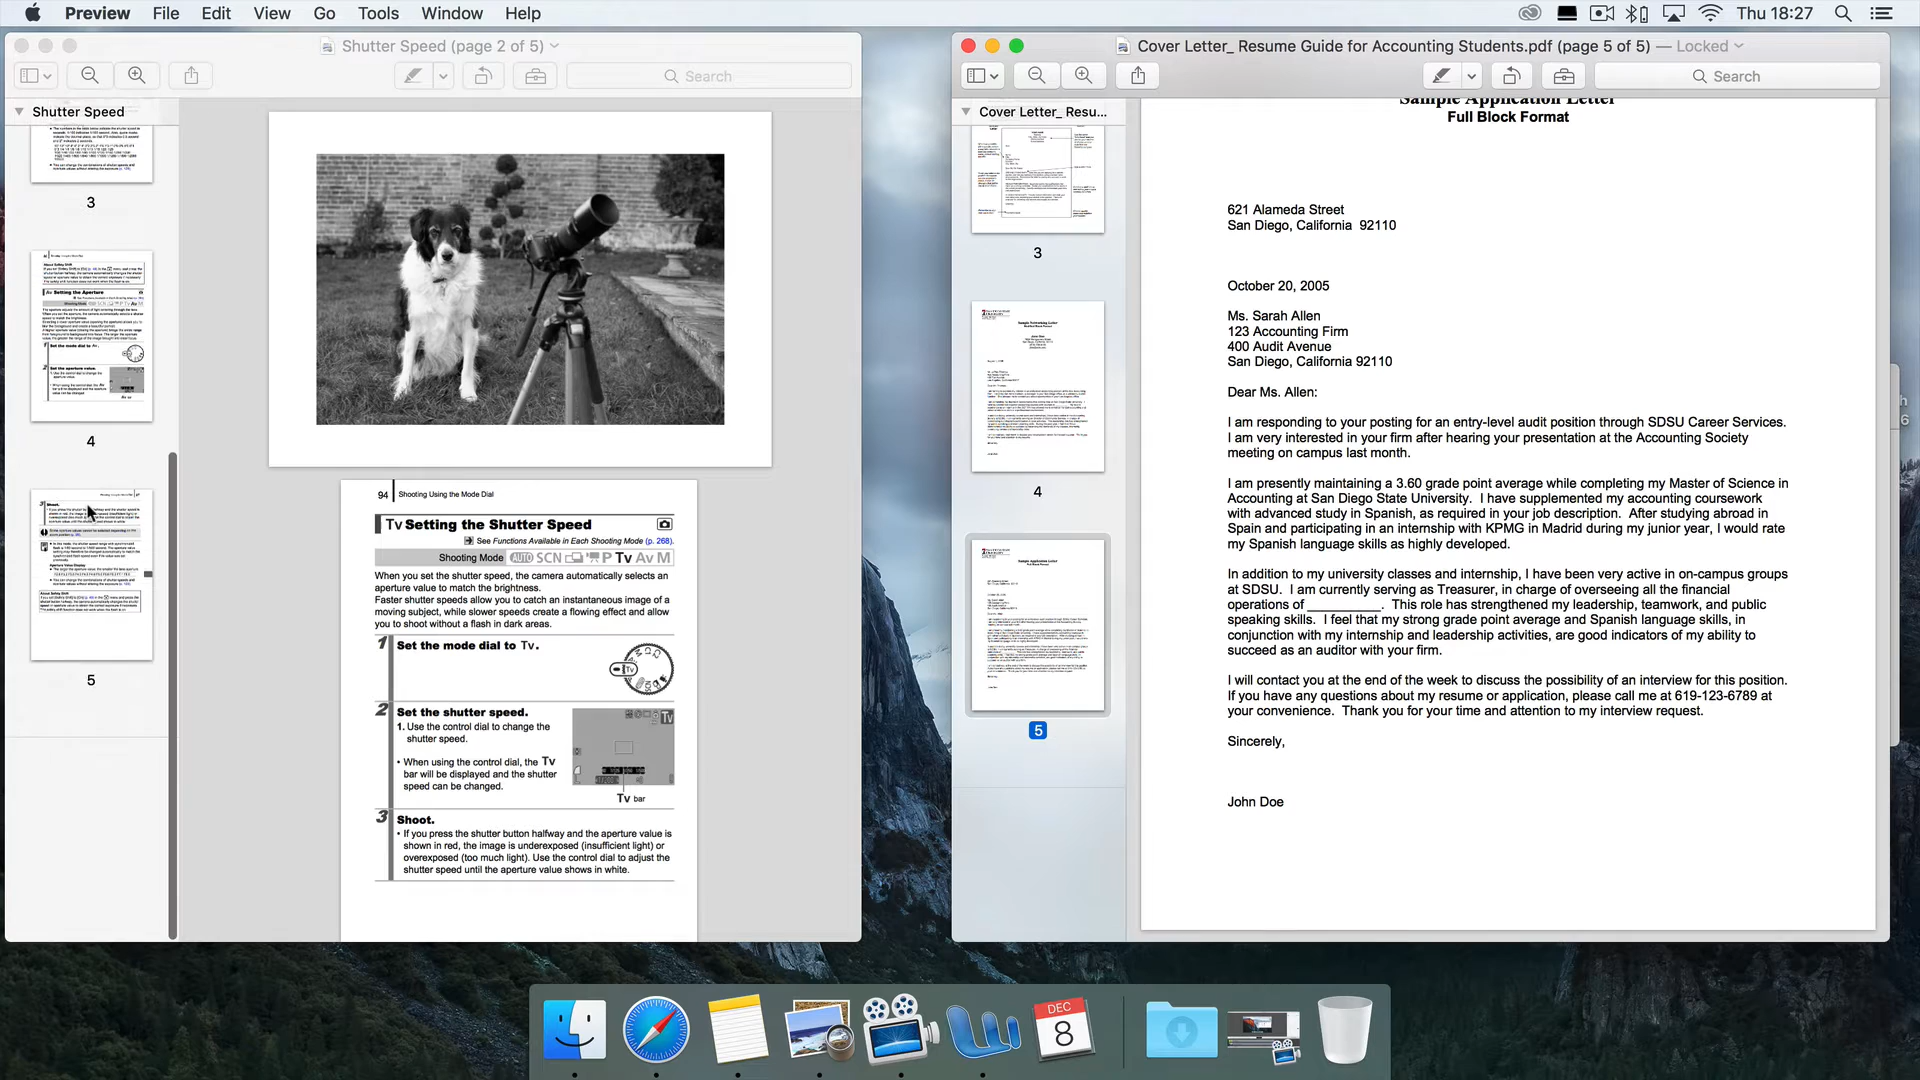 Preview File Edit View Go Tools Window Help
Thu 18:27
Shutter Speed (page 2 of 5)
Search
Shutter Speed
3
4
5
94 Shooting Using the Mode Dial
Tv Setting the Shutter Speed
See Functions Available in Each Shooting Mode (p. 268).
Shooting Mode AUTO SCN P Tv Av M
When you set the shutter speed, the camera automatically selects an
aperture value to match the brightness.
Faster shutter speeds allow you to catch an instantaneous image of a
moving subject, while slower speeds create a flowing effect and allow
you to shoot without a flash in dark areas.
1 Set the mode dial to Tv.
2 Set the shutter speed.
1. Use the control dial to change the
shutter speed.
• When using the control dial, the Tv
bar will be displayed and the shutter
speed can be changed.
Tv bar
3 Shoot.
• If you press the shutter button halfway and the aperture value is
shown in red, the image is underexposed (insufficient light) or
overexposed (too much light). Use the control dial to adjust the
shutter speed until the aperture value shows in white.
Cover Letter_ Resume Guide for Accounting Students.pdf (page 5 of 5) — Locked
Search
Cover Letter_ Resu...
3
4
5
Sample Application Letter
Full Block Format
621 Alameda Street
San Diego, California 92110
October 20, 2005
Ms. Sarah Allen
123 Accounting Firm
400 Audit Avenue
San Diego, California 92110
Dear Ms. Allen:
I am responding to your posting for an entry-level audit position through SDSU Career Services.
I am very interested in your firm after hearing your presentation at the Accounting Society
meeting on campus last month.
I am presently maintaining a 3.60 grade point average while completing my Master of Science in
Accounting at San Diego State University. I have supplemented my accounting coursework
with advanced study in Spanish, as required in your job description. After studying abroad in
Spain and participating in an internship with KPMG in Madrid during my junior year, I would rate
my Spanish language skills as highly developed.
In addition to my university classes and internship, I have been very active in on-campus groups
at SDSU. I am currently serving as Treasurer, in charge of overseeing all the financial
operations of __________. This role has strengthened my leadership, teamwork, and public
speaking skills. I feel that my strong grade point average and Spanish language skills, in
conjunction with my internship and leadership activities, are good indicators of my ability to
succeed as an auditor with your firm.
I will contact you at the end of the week to discuss the possibility of an interview for this position.
If you have any questions about my resume or application, please call me at 619-123-6789 at
your convenience. Thank you for your time and attention to my interview request.
Sincerely,
John Doe
DEC
8